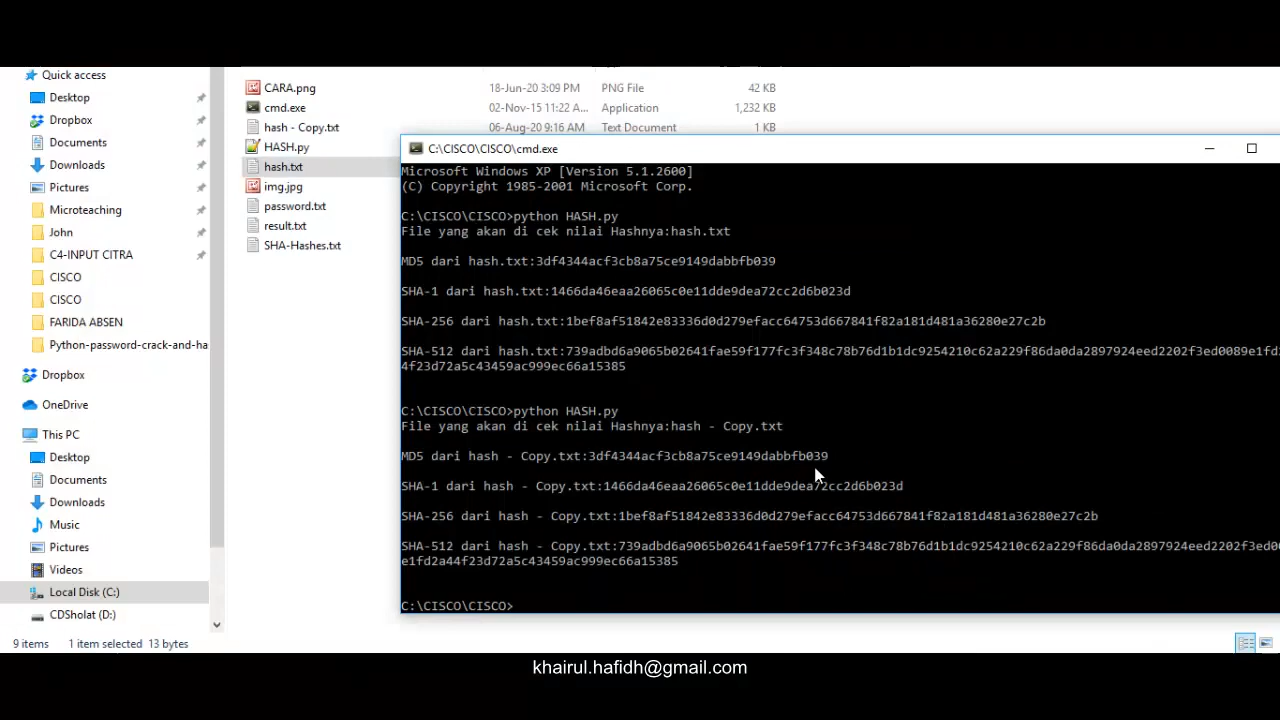 Quick access
Desktop
Dropbox
Documents
Downloads
Pictures
Microteaching
John
C4-INPUT CITRA
CISCO
CISCO
FARIDA ABSEN
Python-password-crack-and-ha
Dropbox
OneDrive
This PC
Desktop
Documents
Downloads
Music
Pictures
Videos
Local Disk (C:)
CDSholat (D:)
9 items 1 item selected 13 bytes
CARA.png 18-Jun-20 3:09 PM PNG File 42 KB
cmd.exe 02-Nov-15 11:22 A... Application 1,232 KB
hash - Copy.txt 06-Aug-20 9:16 AM Text Document 1 KB
HASH.py
hash.txt
img.jpg
password.txt
result.txt
SHA-Hashes.txt
C:\CISCO\CISCO\cmd.exe
Microsoft Windows XP [Version 5.1.2600]
(C) Copyright 1985-2001 Microsoft Corp.
C:\CISCO\CISCO>python HASH.py
File yang akan di cek nilai Hashnya:hash.txt
MD5 dari hash.txt:3df4344acf3cb8a75ce9149dabbfb039
SHA-1 dari hash.txt:1466da46eaa26065c0e11dde9dea72cc2d6b023d
SHA-256 dari hash.txt:1bef8af51842e83336d0d279efacc64753d667841f82a181d481a36280e27c2b
SHA-512 dari hash.txt:739adbd6a9065b02641fae59f177fc3f348c78b76d1b1dc9254210c62a229f86da0da2897924eed2202f3ed0089e1fd2
4f23d72a5c43459ac999ec66a15385
C:\CISCO\CISCO>python HASH.py
File yang akan di cek nilai Hashnya:hash - Copy.txt
MD5 dari hash - Copy.txt:3df4344acf3cb8a75ce9149dabbfb039
SHA-1 dari hash - Copy.txt:1466da46eaa26065c0e11dde9dea72cc2d6b023d
SHA-256 dari hash - Copy.txt:1bef8af51842e83336d0d279efacc64753d667841f82a181d481a36280e27c2b
SHA-512 dari hash - Copy.txt:739adbd6a9065b02641fae59f177fc3f348c78b76d1b1dc9254210c62a229f86da0da2897924eed2202f3ed00
e1fd2a44f23d72a5c43459ac999ec66a15385
C:\CISCO\CISCO>
khairul.hafidh@gmail.com